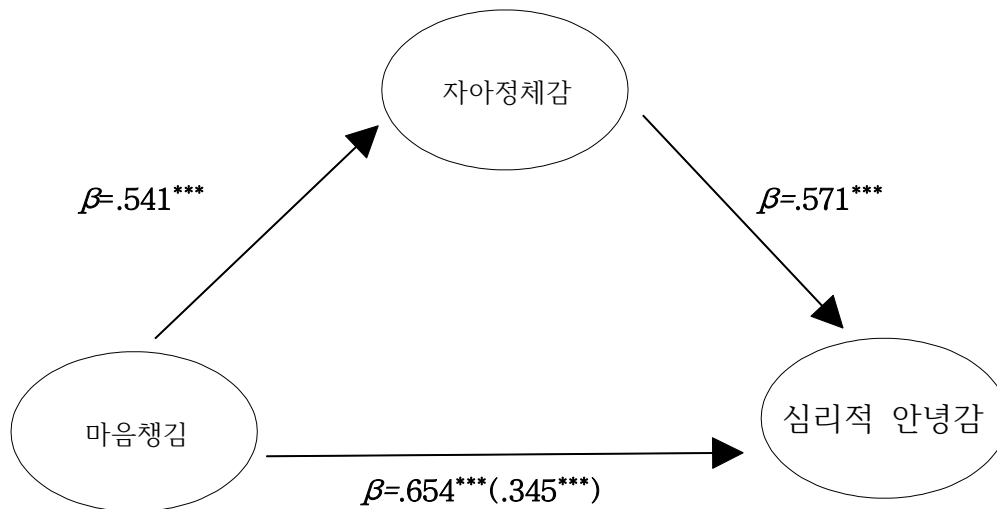 자아정체감
β=.541***
β=.571***
마음챙김
심리적 안녕감
β=.654***(.345***)